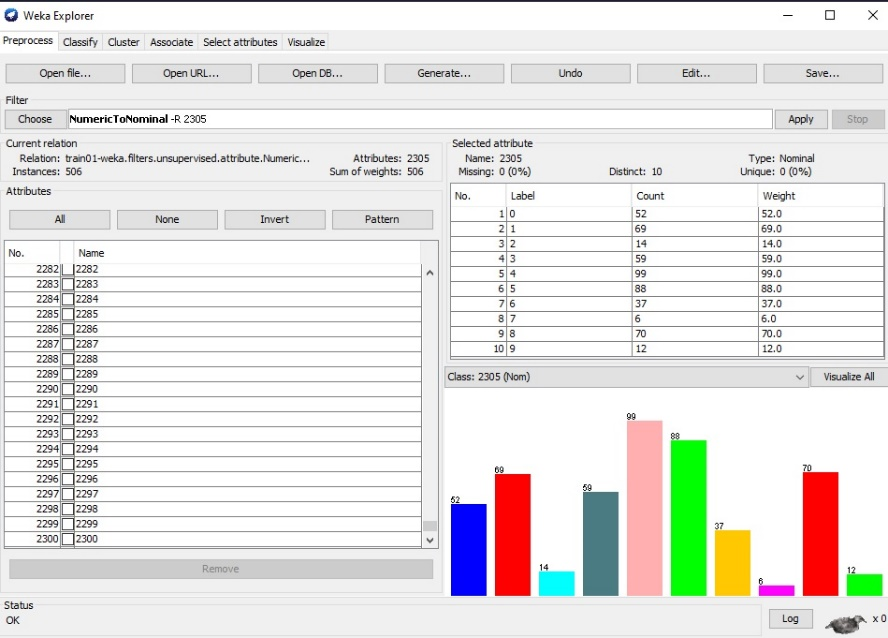 Weka Explorer
Preprocess Classify Cluster Associate Select attributes Visualize
Open file... Open URL... Open DB... Generate... Undo Edit... Save...
Filter
Choose NumericToNominal -R 2305 Apply Stop
Current relation
Relation: train01-weka.filters.unsupervised.attribute.Numeric... Attributes: 2305
Instances: 506 Sum of weights: 506
Attributes
All None Invert Pattern
No. Name
2282 2282
2283 2283
2284 2284
2285 2285
2286 2286
2287 2287
2288 2288
2289 2289
2290 2290
2291 2291
2292 2292
2293 2293
2294 2294
2295 2295
2296 2296
2297 2297
2298 2298
2299 2299
2300 2300
Remove
Selected attribute
Name: 2305 Type: Nominal
Missing: 0 (0%) Distinct: 10 Unique: 0 (0%)
No. Label Count Weight
1 0 52 52.0
2 1 69 69.0
3 2 14 14.0
4 3 59 59.0
5 4 99 99.0
6 5 88 88.0
7 6 37 37.0
8 7 6 6.0
9 8 70 70.0
10 9 12 12.0
Class: 2305 (Nom) Visualize All
52 69 14 59 99 88 37 6 70 12
Status
OK
Log x 0